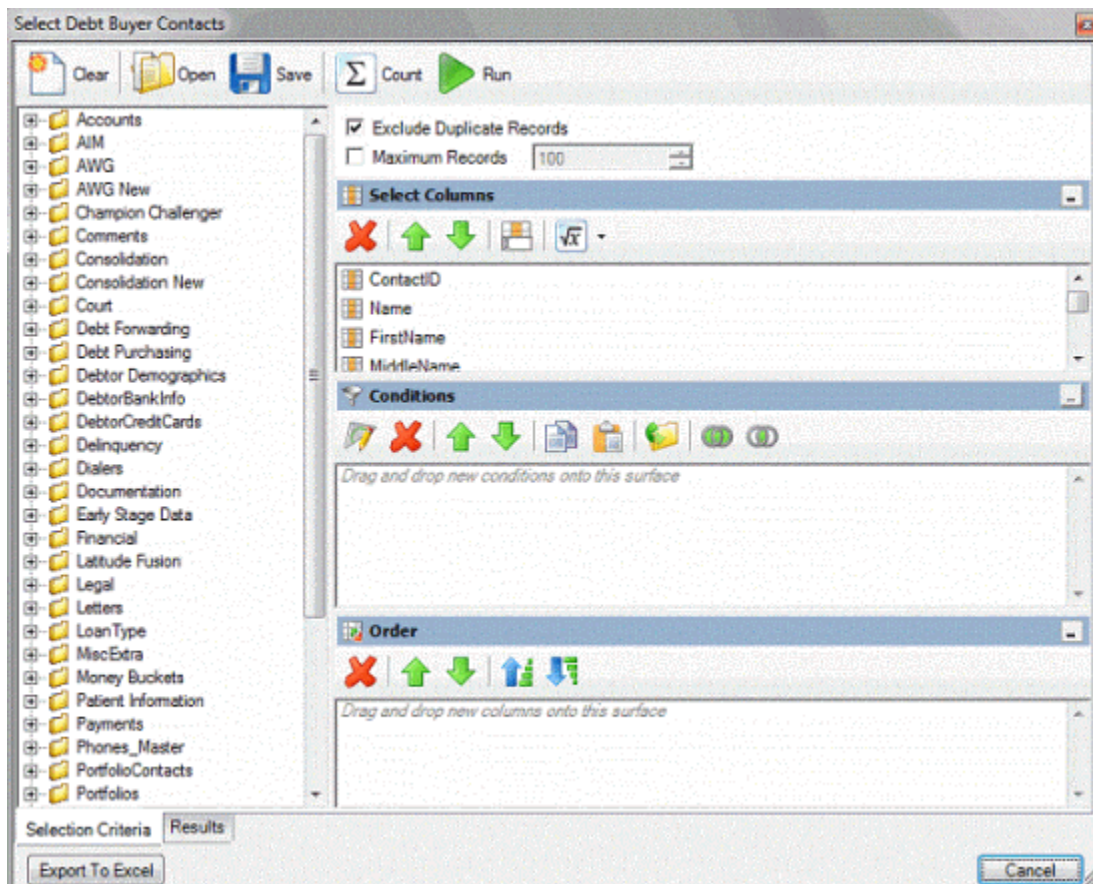 Select Debt Buyer Contacts
Clear Open Save Σ Count Run
Accounts
AIM
AWG
AWG New
Champion Challenger
Comments
Consolidation
Consolidation New
Court
Debt Forwarding
Debt Purchasing
Debtor Demographics
DebtorBankInfo
DebtorCreditCards
Delinquency
Dialers
Documentation
Early Stage Data
Financial
Latitude Fusion
Legal
Letters
LoanType
MiscExtra
Money Buckets
Patient Information
Payments
Phones_Master
PortfolioContacts
Portfolios
Exclude Duplicate Records
Maximum Records 100
Select Columns
√x
ContactID
Name
FirstName
MiddleName
Conditions
Drag and drop new conditions onto this surface
Order
Drag and drop new columns onto this surface
Selection Criteria Results
Export To Excel Cancel